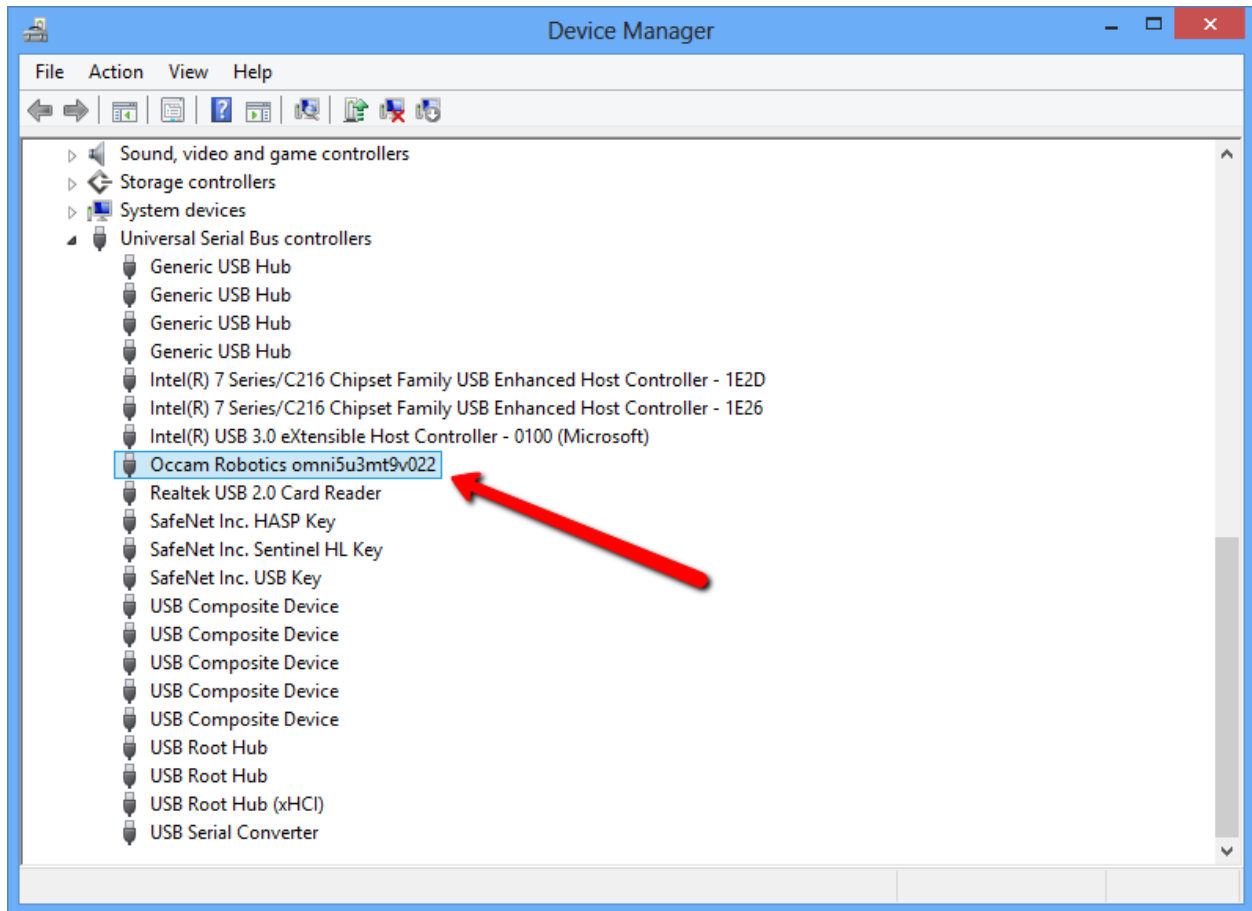 Device Manager
File Action View Help
Sound, video and game controllers
Storage controllers
System devices
Universal Serial Bus controllers
Generic USB Hub
Generic USB Hub
Generic USB Hub
Generic USB Hub
Intel(R) 7 Series/C216 Chipset Family USB Enhanced Host Controller - 1E2D
Intel(R) 7 Series/C216 Chipset Family USB Enhanced Host Controller - 1E26
Intel(R) USB 3.0 eXtensible Host Controller - 0100 (Microsoft)
Occam Robotics omni5u3mt9v022
Realtek USB 2.0 Card Reader
SafeNet Inc. HASP Key
SafeNet Inc. Sentinel HL Key
SafeNet Inc. USB Key
USB Composite Device
USB Composite Device
USB Composite Device
USB Composite Device
USB Composite Device
USB Root Hub
USB Root Hub
USB Root Hub (xHCI)
USB Serial Converter